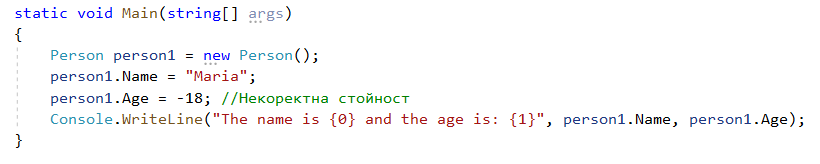 static void Main(string[] args)
{
    Person person1 = new Person();
    person1.Name = "Maria";
    person1.Age = -18; //Некоректна стойност
    Console.WriteLine("The name is {0} and the age is: {1}", person1.Name, person1.Age);
}